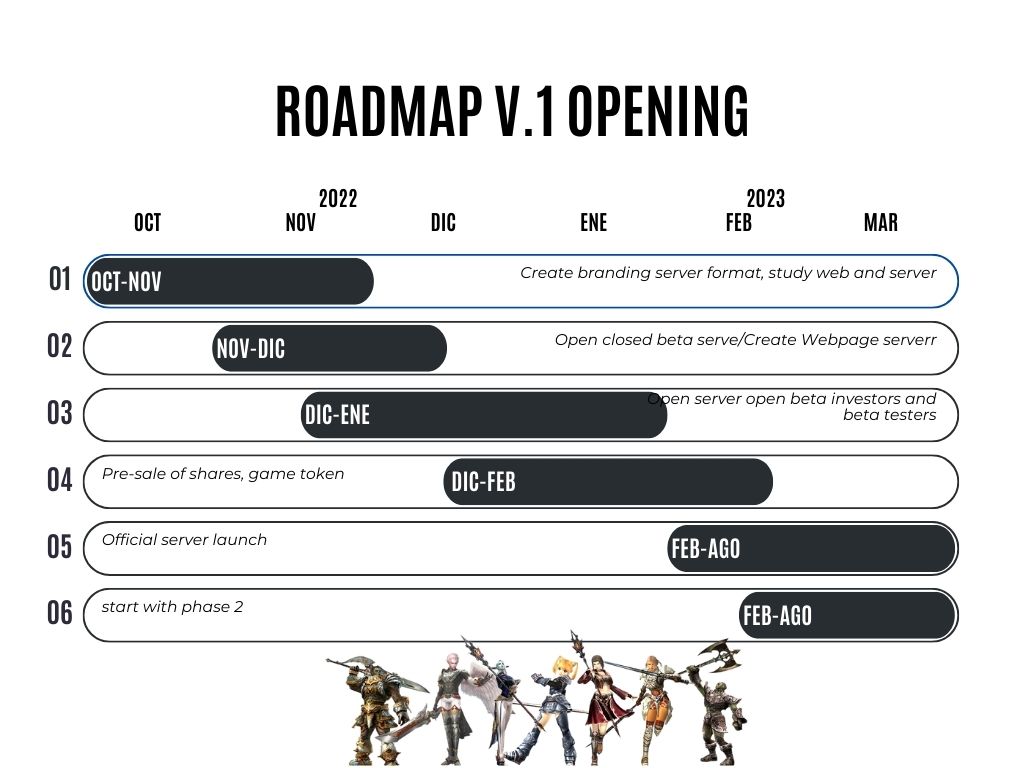 ROADMAP V.1 OPENING
2022 2023
OCT NOV DIC ENE FEB MAR
01 OCT-NOV Create branding server format, study web and server
02 NOV-DIC Open closed beta serve/Create Webpage serverr
03 DIC-ENE Open server open beta investors and
beta testers
04 Pre-sale of shares, game token DIC-FEB
05 Official server launch FEB-AGO
06 start with phase 2 FEB-AGO